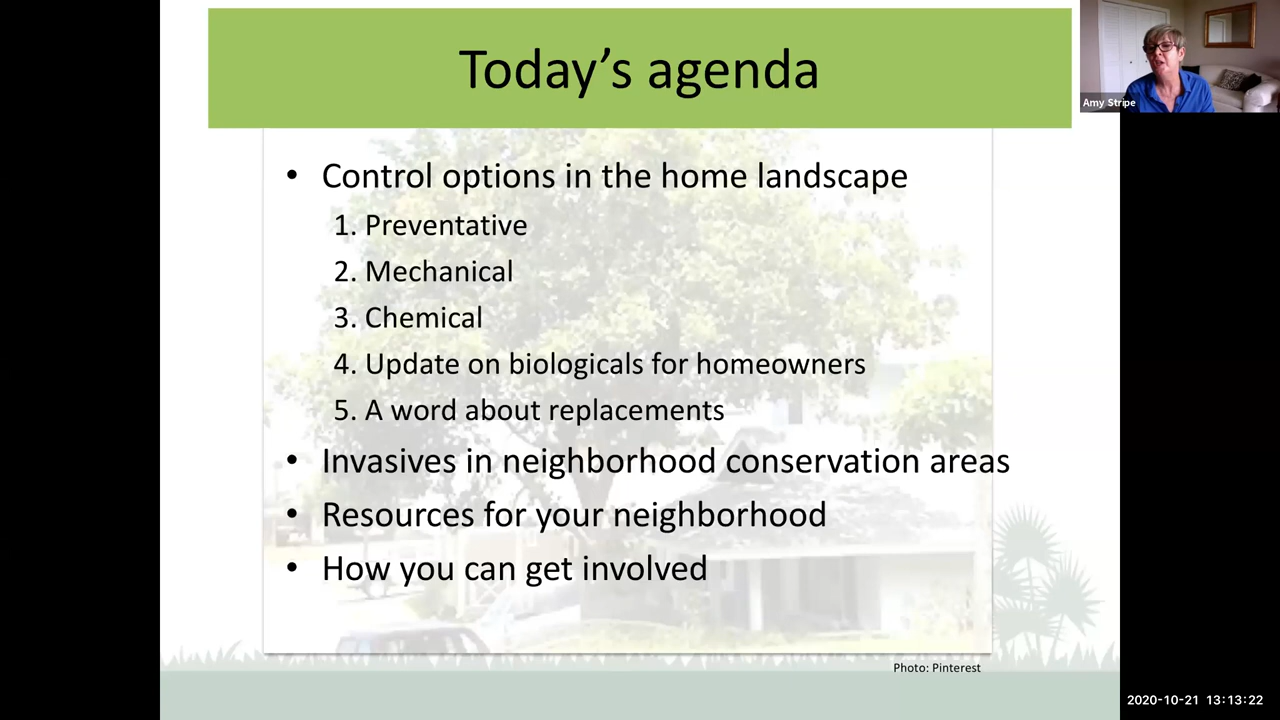 Today's agenda
Amy Stripe
• Control options in the home landscape
1. Preventative
2. Mechanical
3. Chemical
4. Update on biologicals for homeowners
5. A word about replacements
• Invasives in neighborhood conservation areas
• Resources for your neighborhood
• How you can get involved
Photo: Pinterest
2020-10-21 13:13:22